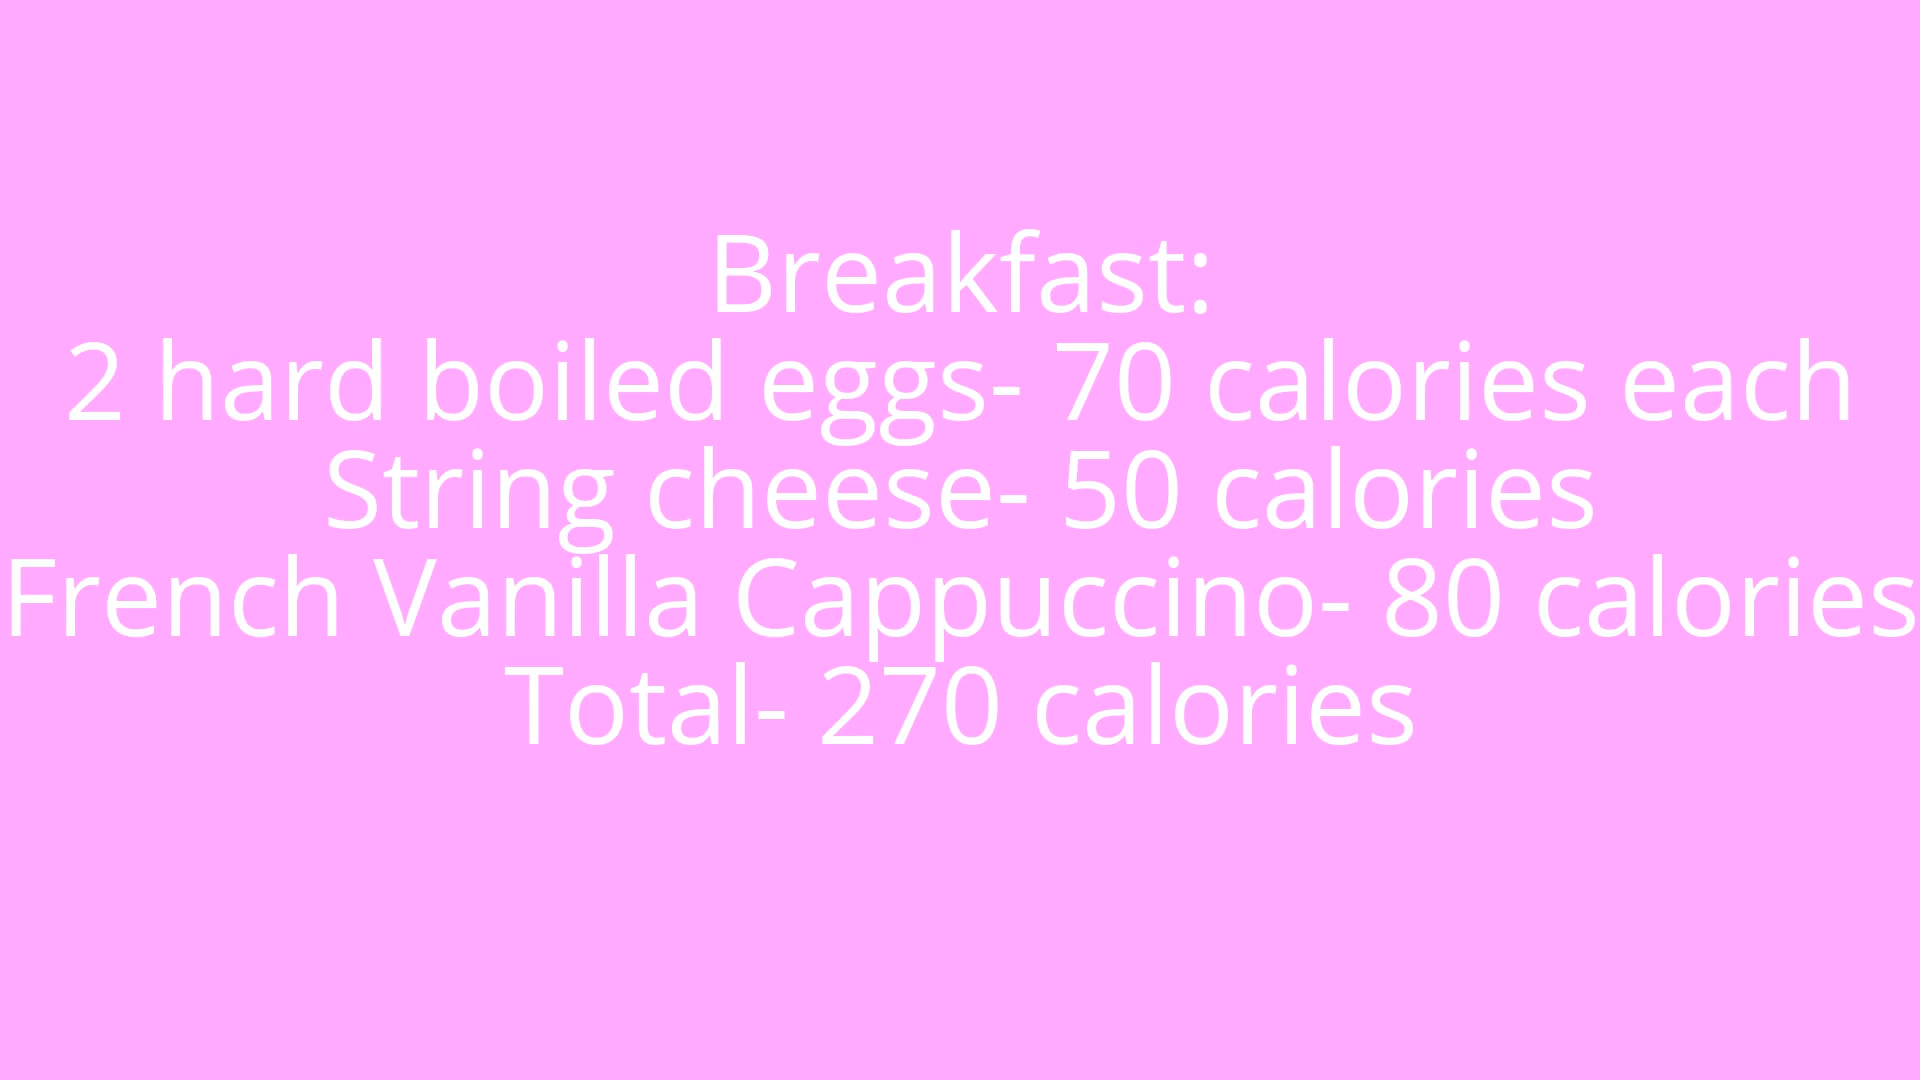 Breakfast:
2 hard boiled eggs- 70 calories each
String cheese- 50 calories
French Vanilla Cappuccino- 80 calories
Total- 270 calories